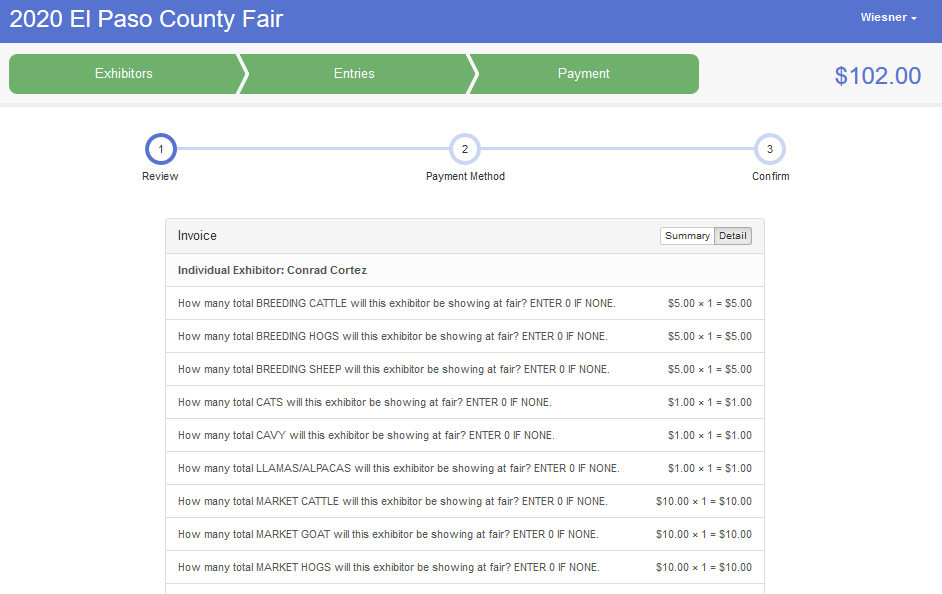 2020 El Paso County Fair
Wiesner
Exhibitors
Entries
Payment
$102.00
1
2
3
Review
Payment Method
Confirm
Invoice
Summary
Detail
Individual Exhibitor: Conrad Cortez
How many total BREEDING CATTLE will this exhibitor be showing at fair? ENTER 0 IF NONE. $5.00 × 1 = $5.00
How many total BREEDING HOGS will this exhibitor be showing at fair? ENTER 0 IF NONE. $5.00 × 1 = $5.00
How many total BREEDING SHEEP will this exhibitor be showing at fair? ENTER 0 IF NONE. $5.00 × 1 = $5.00
How many total CATS will this exhibitor be showing at fair? ENTER 0 IF NONE. $1.00 × 1 = $1.00
How many total CAVY will this exhibitor be showing at fair? ENTER 0 IF NONE. $1.00 × 1 = $1.00
How many total LLAMAS/ALPACAS will this exhibitor be showing at fair? ENTER 0 IF NONE. $1.00 × 1 = $1.00
How many total MARKET CATTLE will this exhibitor be showing at fair? ENTER 0 IF NONE. $10.00 × 1 = $10.00
How many total MARKET GOAT will this exhibitor be showing at fair? ENTER 0 IF NONE. $10.00 × 1 = $10.00
How many total MARKET HOGS will this exhibitor be showing at fair? ENTER 0 IF NONE. $10.00 × 1 = $10.00